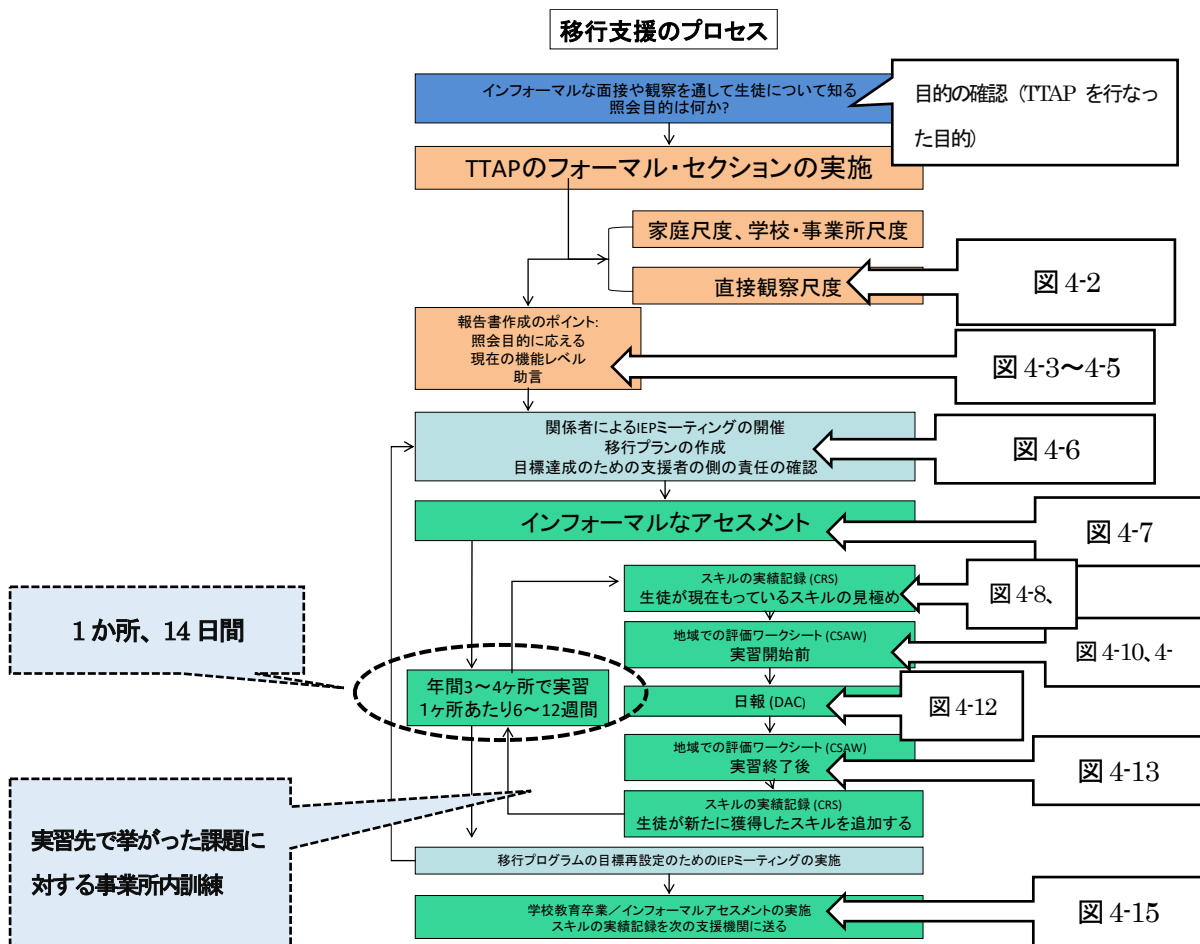 移行支援のプロセス
インフォーマルな面接や観察を通して生徒について知る
照会目的は何か?
目的の確認（TTAP を行なっ
た目的）
TTAPのフォーマル・セクションの実施
家庭尺度、学校・事業所尺度
直接観察尺度
図 4-2
報告書作成のポイント:
照会目的に応える
現在の機能レベル
助言
図 4-3～4-5
関係者によるIEPミーティングの開催
移行プランの作成
目標達成のための支援者の側の責任の確認
図 4-6
インフォーマルなアセスメント
図 4-7
スキルの実績記録 (CRS)
生徒が現在もっているスキルの見極め
図 4-8、
1 か所、14 日間
地域での評価ワークシート (CSAW)
実習開始前
図 4-10、4-
年間3～4ヶ所で実習
1ヶ所あたり6～12週間
日報 (DAC)
図 4-12
地域での評価ワークシート (CSAW)
実習終了後
図 4-13
実習先で挙がった課題に
対する事業所内訓練
スキルの実績記録 (CRS)
生徒が新たに獲得したスキルを追加する
移行プログラムの目標再設定のためのIEPミーティングの実施
学校教育卒業／インフォーマルアセスメントの実施
スキルの実績記録を次の支援機関に送る
図 4-15